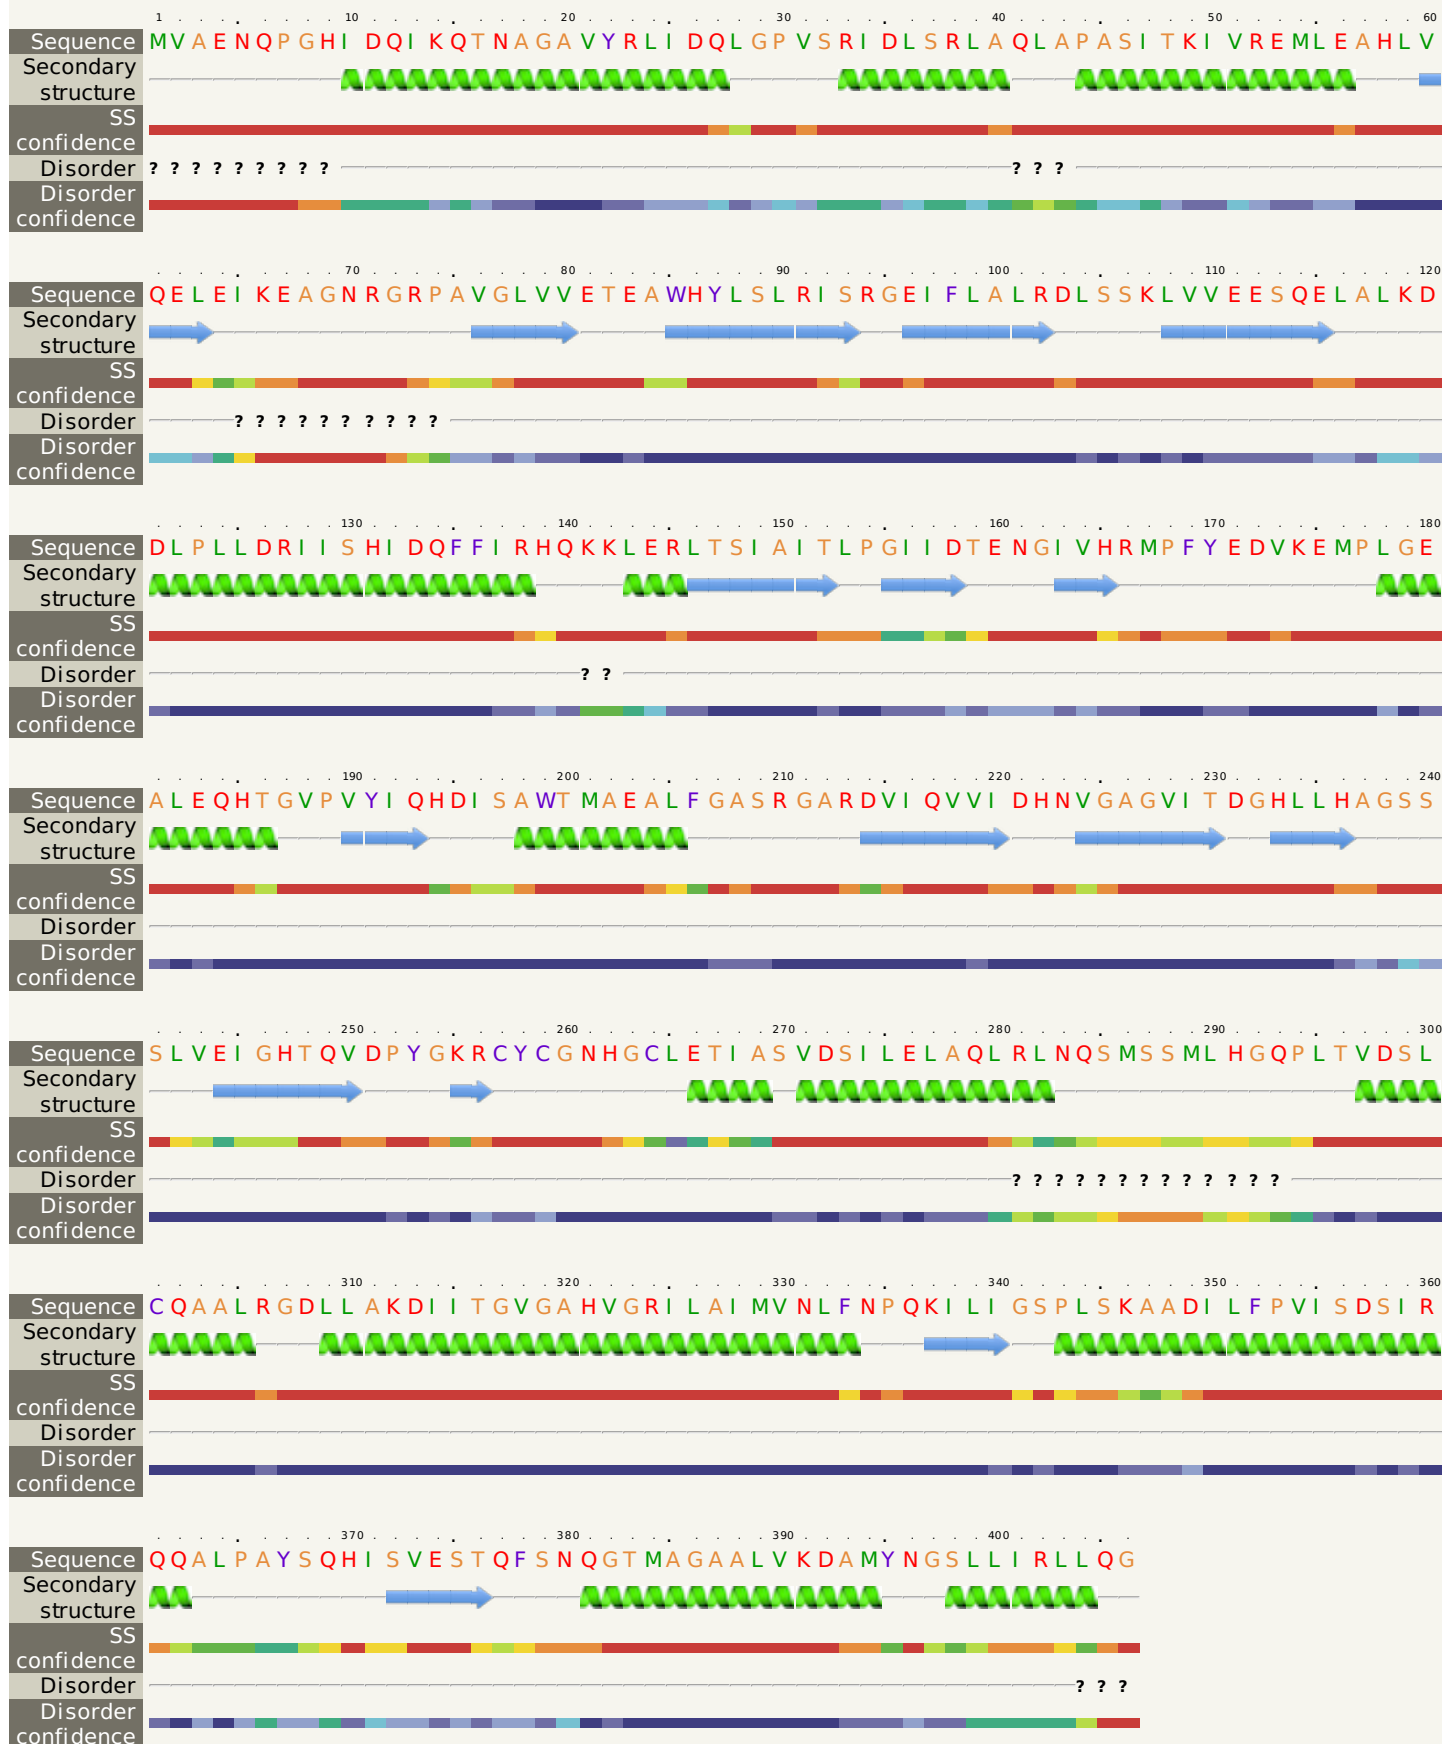 1 10 20 30 40 50 60
Sequence MVAENQPGHIDQIKQTNAGAVYRLIDQLGPVSRIDLSRLAQLAPASITKIVREMLEAHLV
Secondary
structure
SS
confidence
Disorder ? ? ? ? ? ? ? ? ? ? ? ?
Disorder
confidence
70 80 90 100 110 120
Sequence QELEIKEAGNRGRPAVGLVVETEAWHYLSLRISRGEIFLALRDLSSKLVVEESQELALKD
Secondary
structure
SS
confidence
Disorder ? ? ? ? ? ? ? ? ? ?
Disorder
confidence
130 140 150 160 170 180
Sequence DLPLLDRIISHIDQFFIRHQKKLERLTSIAITLPGIIDTENGIVHRMPFYEDVKEMPLGE
Secondary
structure
SS
confidence
Disorder ? ?
Disorder
confidence
190 200 210 220 230 240
Sequence ALEQHTGVPVYIQHDISAWTMAEALFGASRGARDVIQVVIDHNVGAGVITDGHLLHAGSS
Secondary
structure
SS
confidence
Disorder
Disorder
confidence
250 260 270 280 290 300
Sequence SLVEIGHTQVDPYGKRCYCGNHGCLETIASVDSILELAQLRLNQSMSSMLHGQPLTVDSL
Secondary
structure
SS
confidence
Disorder ? ? ? ? ? ? ? ? ? ? ? ? ?
Disorder
confidence
310 320 330 340 350 360
Sequence CQAALRGDLLAKDIITGVGAHVGRILAIMVNLFNPQKILIGSPLSKAADILFPVISDSIR
Secondary
structure
SS
confidence
Disorder
Disorder
confidence
370 380 390 400
Sequence QQALPAYSQHISVESTQFSNQGTMAGAALVKDAMYNGSLLIRLLQG
Secondary
structure
SS
confidence
Disorder ? ? ?
Disorder
confidence